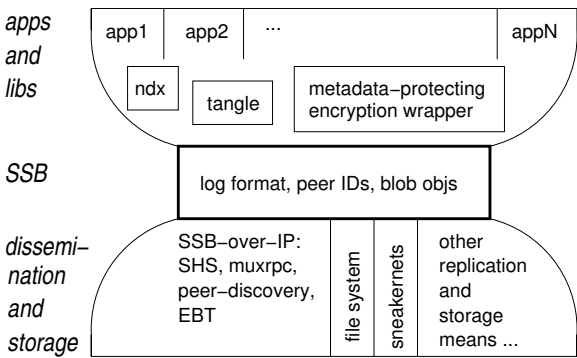 apps
and
libs
app1
app2
...
appN
ndx
tangle
metadata−protecting
encryption wrapper
SSB
log format, peer IDs, blob objs
dissemi−
nation
and
storage
SSB−over−IP:
SHS, muxrpc,
peer−discovery,
EBT
file system
sneakernets
other
replication
and
storage
means ...